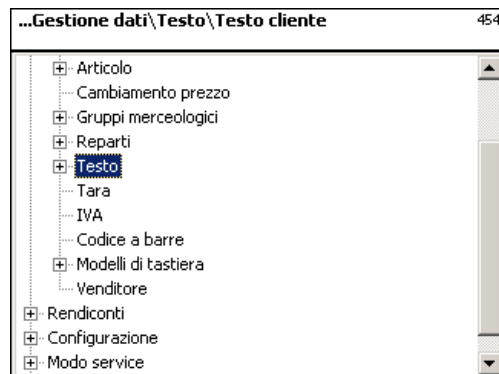 ...Gestione dati\Testo\Testo cliente 454
Articolo
Cambiamento prezzo
Gruppi merceologici
Reparti
Testo
Tara
IVA
Codice a barre
Modelli di tastiera
Venditore
Rendiconti
Configurazione
Modo service